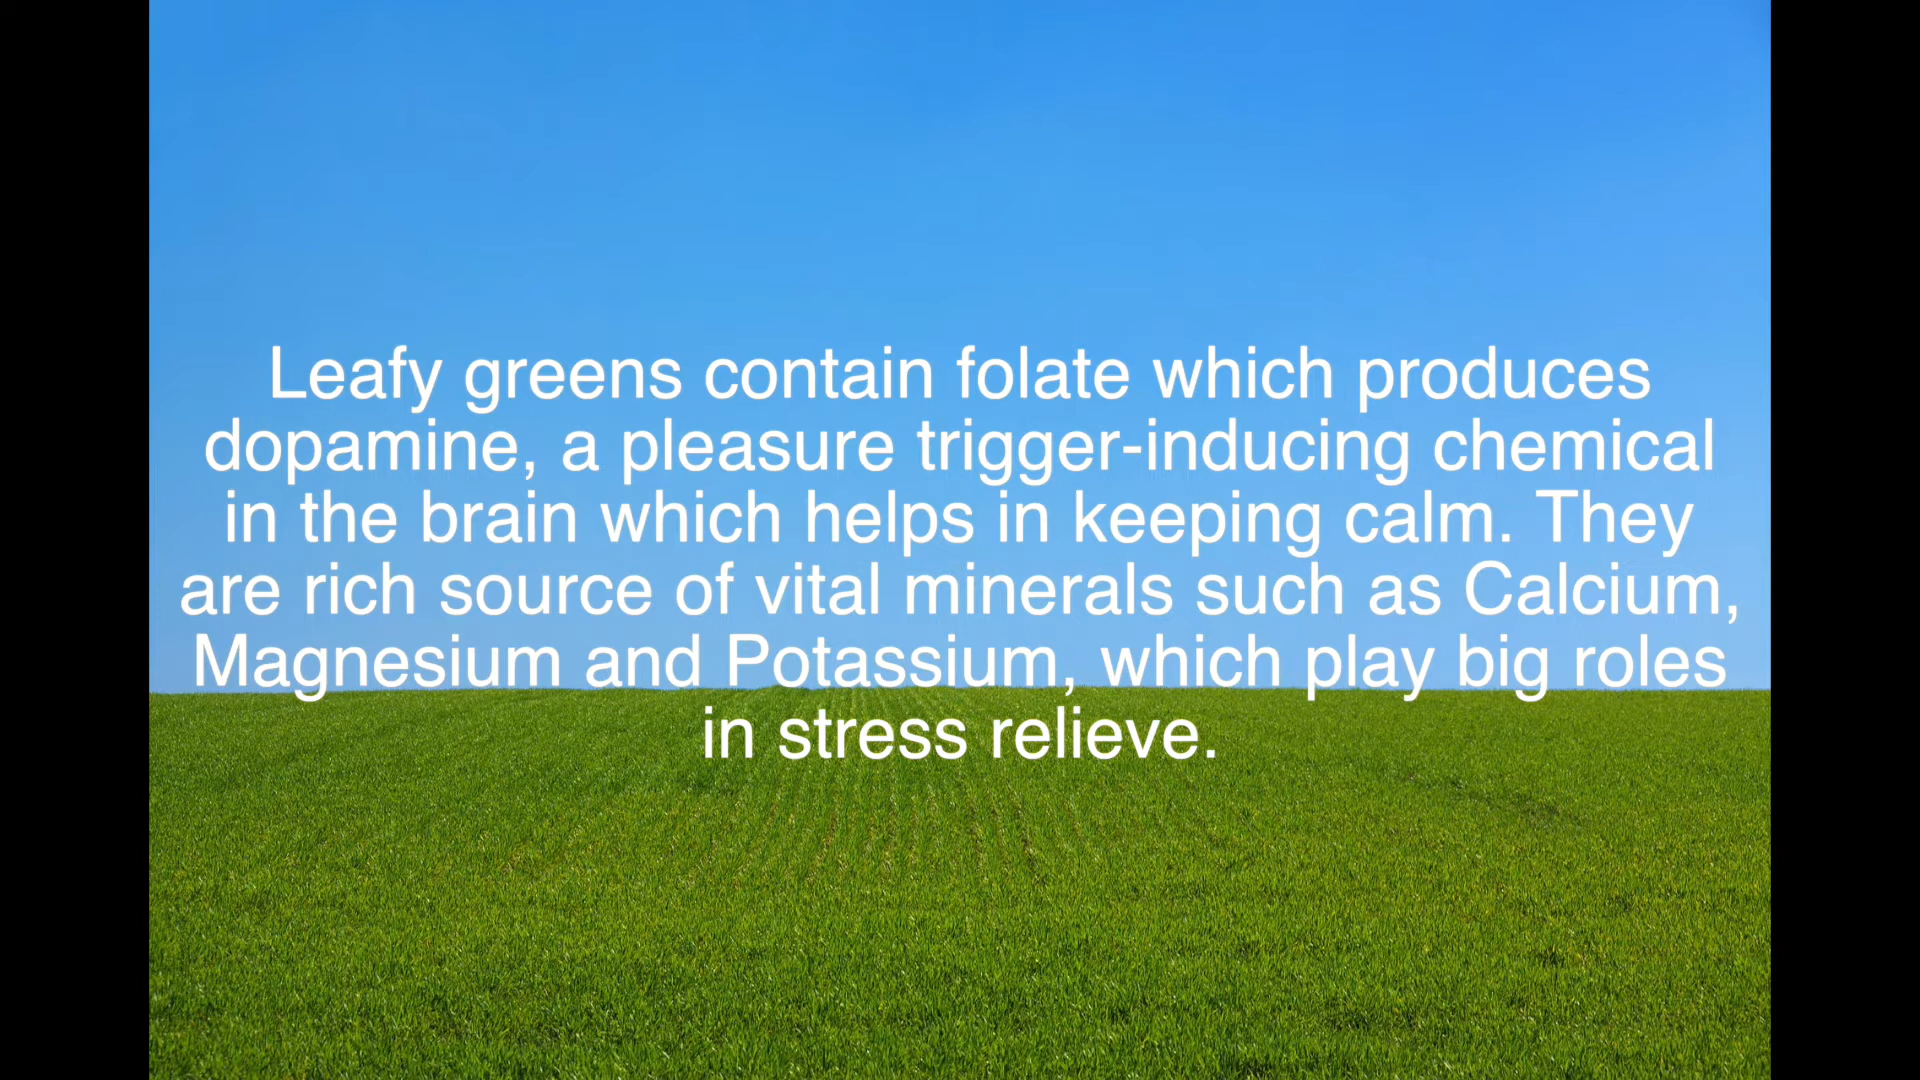 Leafy greens contain folate which produces
dopamine, a pleasure trigger-inducing chemical
in the brain which helps in keeping calm. They
are rich source of vital minerals such as Calcium,
Magnesium and Potassium, which play big roles
in stress relieve.